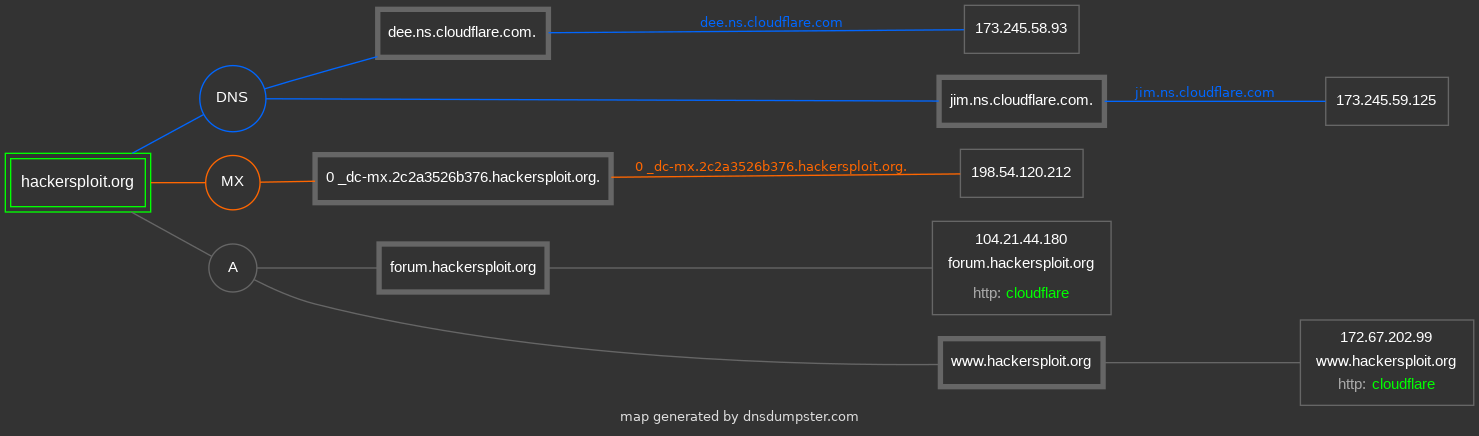 dee.ns.cloudflare.com.
dee.ns.cloudflare.com
173.245.58.93
DNS
jim.ns.cloudflare.com.
jim.ns.cloudflare.com
173.245.59.125
hackersploit.org
MX
0 _dc-mx.2c2a3526b376.hackersploit.org.
0 _dc-mx.2c2a3526b376.hackersploit.org.
198.54.120.212
A
forum.hackersploit.org
104.21.44.180
forum.hackersploit.org
http: cloudflare
www.hackersploit.org
172.67.202.99
www.hackersploit.org
http: cloudflare
map generated by dnsdumpster.com